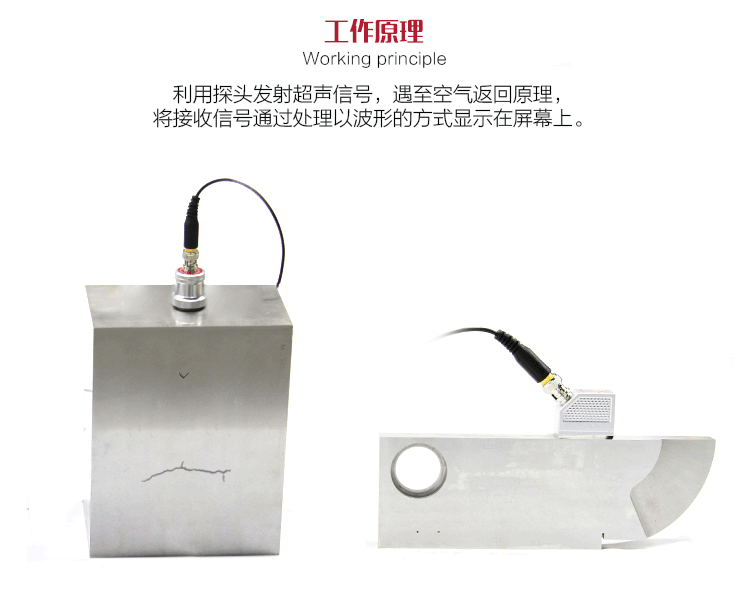 工作原理
Working principle
利用探头发射超声信号，遇至空气返回原理，
将接收信号通过处理以波形的方式显示在屏幕上。